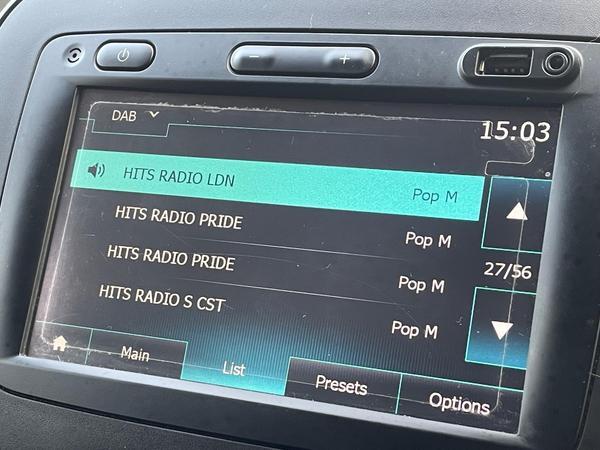 DAB
15:03
HITS RADIO LDN Pop M
HITS RADIO PRIDE Pop M
27/56
HITS RADIO PRIDE Pop M
HITS RADIO S CST Pop M
Main List Presets Options